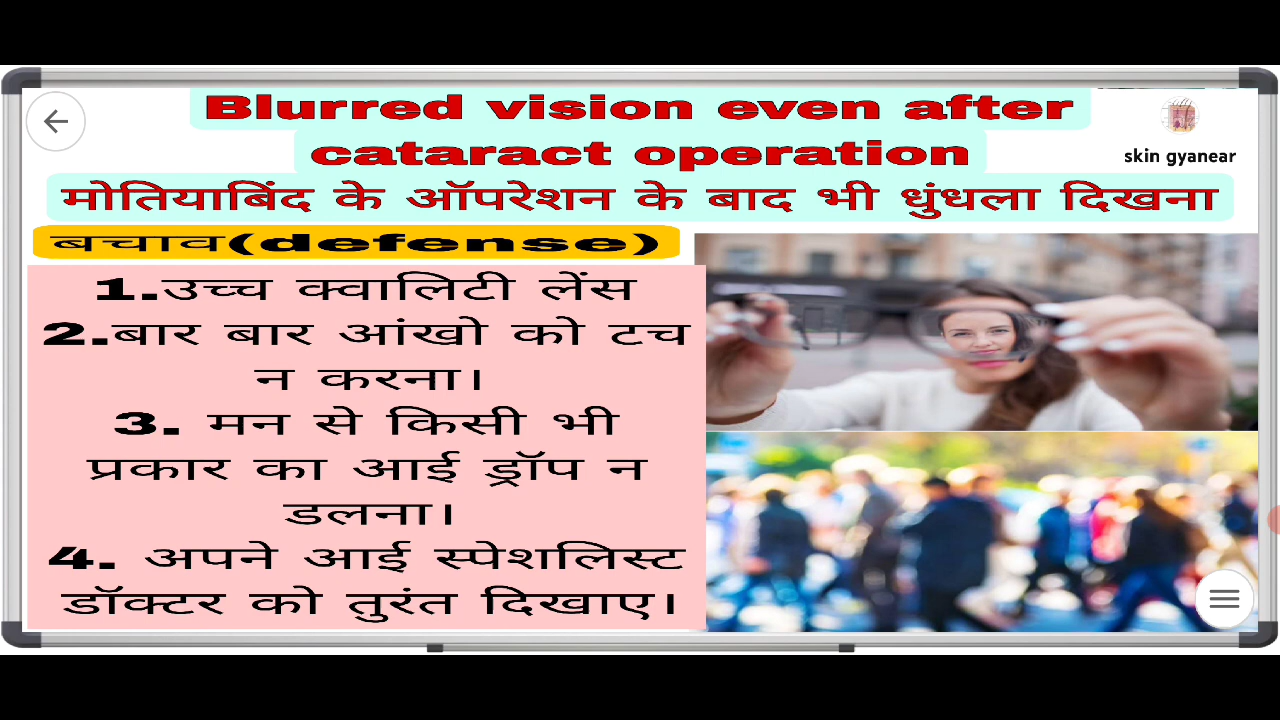 Blurred vision even after
cataract operation
skin gyanear
मोतियाबिंद के ऑपरेशन के बाद भी धुंधला दिखना
बचाव(defense)
1.उच्च क्वालिटी लेंस
2.बार बार आंखो को टच
न करना।
3. मन से किसी भी
प्रकार का आई ड्रॉप न
डलना।
4. अपने आई स्पेशलिस्ट
डॉक्टर को तुरंत दिखाए।